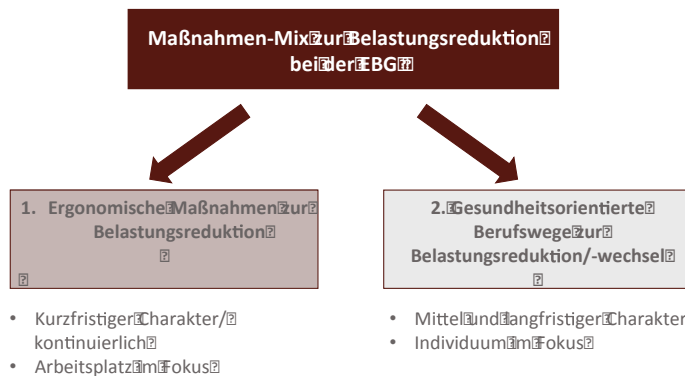 Maßnahmen-Mix zur Belastungsreduktion
bei der EBG
1. Ergonomische Maßnahmen zur
Belastungsreduktion
2. Gesundheitsorientierte
Berufswege zur
Belastungsreduktion/-wechsel
• Kurzfristiger Charakter/
kontinuierlich
• Arbeitsplatz im Fokus
• Mittel und langfristiger Charakter
• Individuum im Fokus